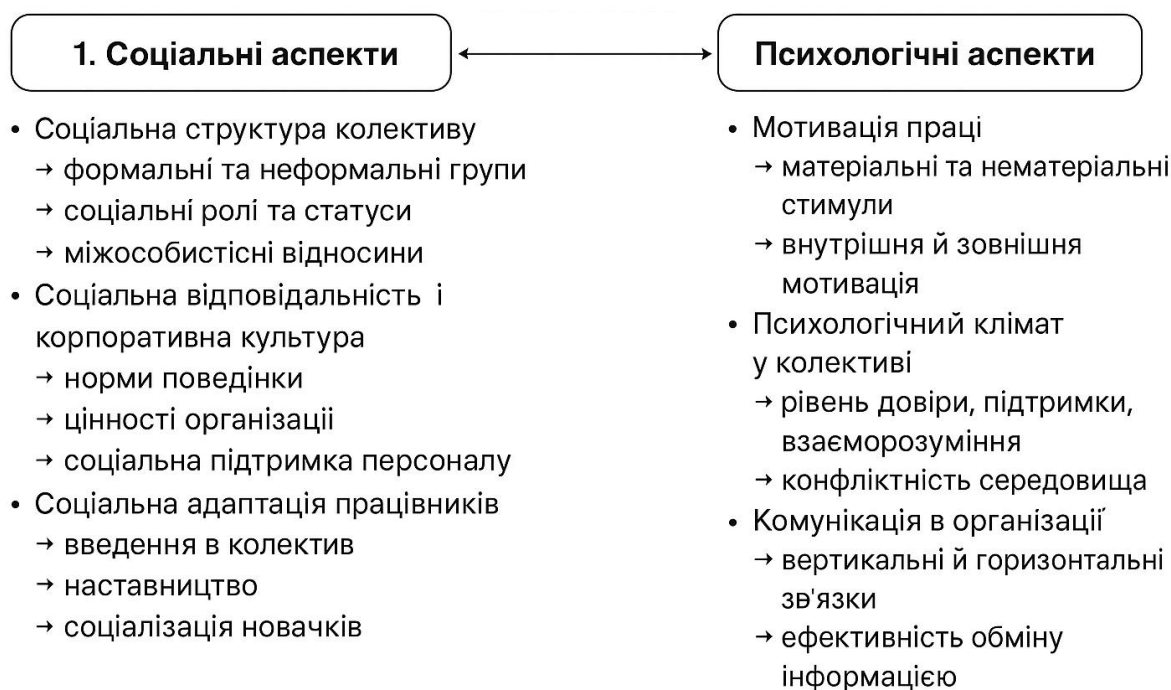 1. Соціальні аспекти
• Соціальна структура колективу
→ формальні та неформальні групи
→ соціальні ролі та статуси
→ міжособистісні відносини
• Соціальна відповідальність і
корпоративна культура
→ норми поведінки
→ цінності організаціі
→ соціальна підтримка персоналу
• Соціальна адаптація працівників
→ введення в колектив
→ наставництво
→ соціалізація новачків
Психологічні аспекти
• Мотивація праці
→ матеріальні та нематеріальні
стимули
→ внутрішня й зовнішня
мотивація
• Психологічний клімат
у колективі
→ рівень довіри, підтримки,
взаєморозуміння
→ конфліктність середовища
• Комунікація в організації
→ вертикальні й горизонтальні
зв'язки
→ ефективність обміну
інформацією